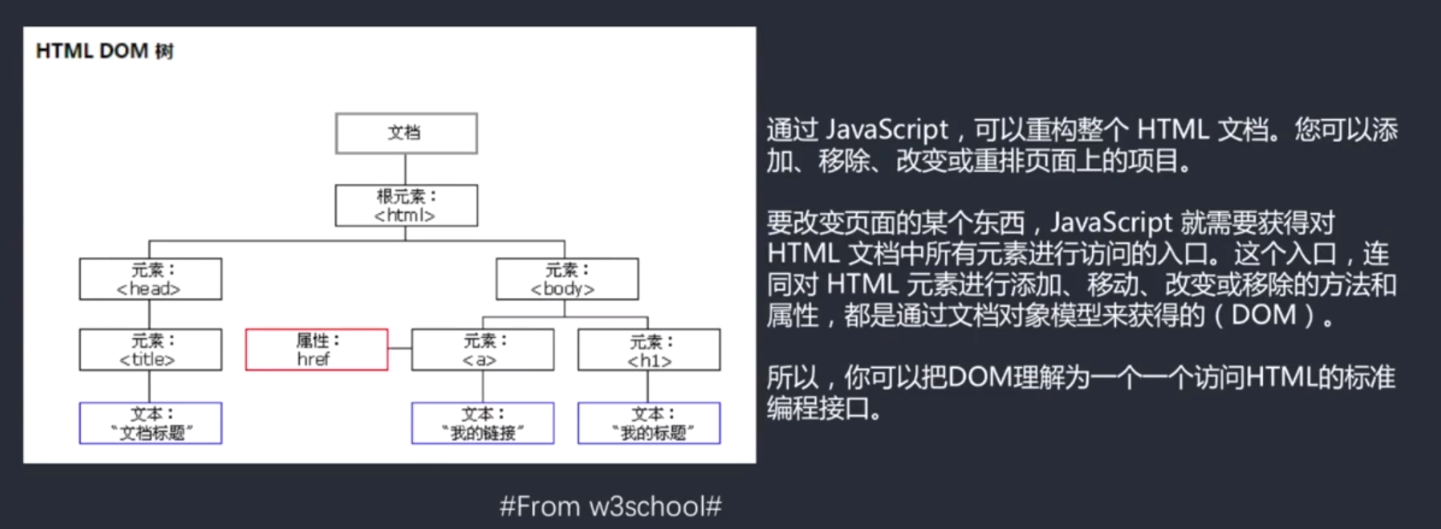 HTML DOM 树
文档
根元素：
<html>
元素：
<head>
元素：
<body>
元素：
<title>
属性：
href
元素：
<a>
元素：
<h1>
文本：
“文档标题”
文本：
“我的链接”
文本：
“我的标题”
通过 JavaScript，可以重构整个 HTML 文档。您可以添
加、移除、改变或重排页面上的项目。
要改变页面的某个东西，JavaScript 就需要获得对
HTML 文档中所有元素进行访问的入口。这个入口，连
同对 HTML 元素进行添加、移动、改变或移除的方法和
属性，都是通过文档对象模型来获得的（DOM）。
所以，你可以把DOM理解为一个一个访问HTML的标准
编程接口。
#From w3school#